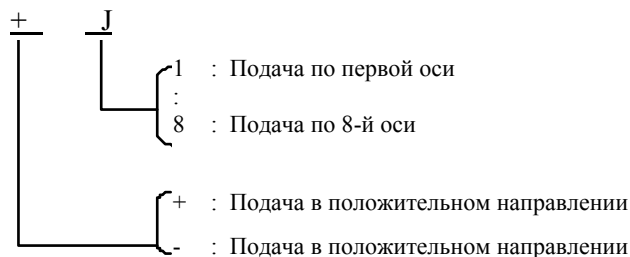 + J
1 : Подача по первой оси
:
8 : Подача по 8-й оси
+ : Подача в положительном направлении
- : Подача в положительном направлении